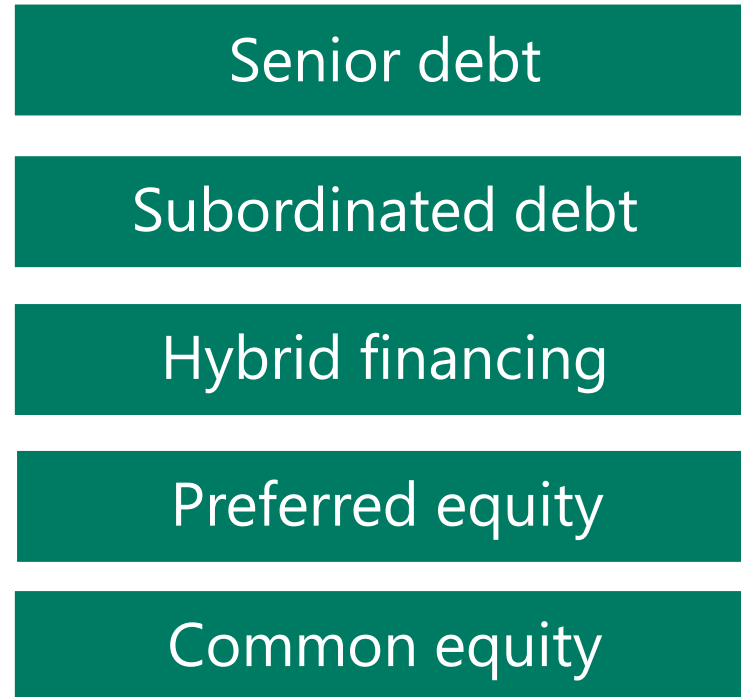 Senior debt
Subordinated debt
Hybrid financing
Preferred equity
Common equity